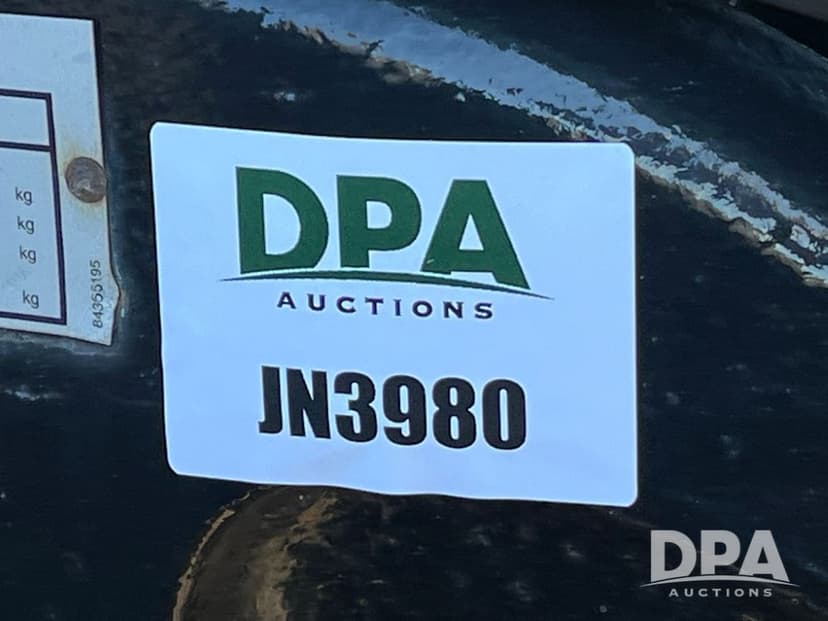 kg
kg
kg
kg
84355195
DPA
AUCTIONS
JN3980
DPA
AUCTIONS